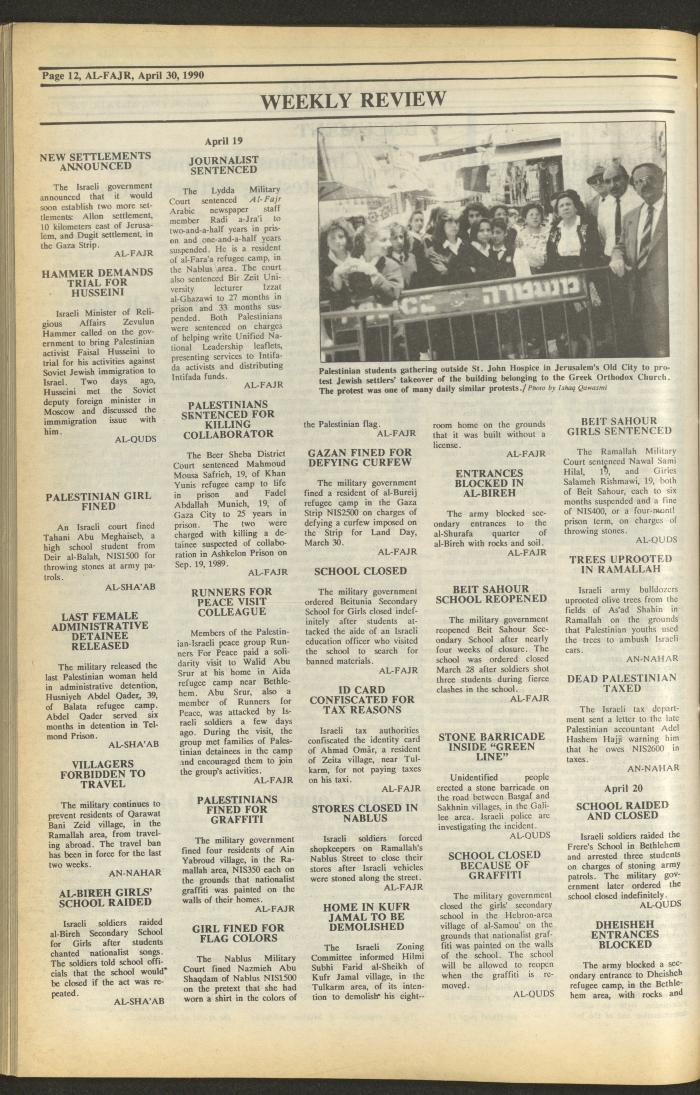 Page 12, AL-FAJR, April 30, 1990
WEEKLY REVIEW
NEW SETTLEMENTS
ANNOUNCED
The Israeli government
announced that it would
soon establish two more set-
tlements: Allon settlement,
10 kilometers east of Jerusa-
lem, and Dugit settlement, in
the Gaza Strip.
AL-FAJR
HAMMER DEMANDS
TRIAL FOR
HUSSEINI
Israeli Minister of Reli-
gious Affairs Zevulun
Hammer called on the gov-
ernment to bring Palestinian
activist Faisal Husseini to
trial for his activities against
Soviet Jewish immigration to
Israel. Two days ago,
Husseini met the Soviet
deputy foreign minister in
Moscow and discussed the
immmigration issue with
him.
AL-QUDS
PALESTINIAN GIRL
FINED
An Israeli court fined
Tahani Abu Meghaiseb, a
high school student from
Deir al-Balah, NIS1500 for
throwing stones at army pa-
trols.
AL-SHA'AB
LAST FEMALE
ADMINISTRATIVE
DETAINEE
RELEASED
The military released the
last Palestinian woman held
in administrative detention,
Husniyeh Abdel Qader, 39,
of Balata refugee camp.
Abdel Qader served six
months in detention in Tel-
mond Prison.
AL-SHA'AB
VILLAGERS
FORBIDDEN TO
TRAVEL
The military continues to
prevent residents of Qarawat
Bani Zeid village, in the
Ramallah area, from travel-
ing abroad. The travel ban
has been in force for the last
two weeks.
AN-NAHAR
AL-BIREH GIRLS'
SCHOOL RAIDED
Israeli soldiers raided
al-Bireh Secondary School
for Girls after students
chanted nationalist songs.
The soldiers told school offi-
cials that the school would
be closed if the act was re-
peated.
AL-SHA'AB
April 19
JOURNALIST
SENTENCED
The Lydda Military
Court sentenced Al-Fajr
Arabic newspaper staff
member Radi a-Jra'i to
two-and-a-half years in pris-
on and one-and-a-half years
suspended. He is a resident
of al-Fara'a refugee camp, in
the Nablus area. The court
also sentenced Bir Zeit Uni-
versity lecturer Izzat
al-Ghazawi to 27 months in
prison and 33 months sus-
pended. Both Palestinians
were sentenced on charges
of helping write Unified Na-
tional Leadership leaflets,
presenting services to Intifa-
da activists and distributing
Intifada funds.
AL-FAJR
PALESTINIANS
SENTENCED FOR
KILLING
COLLABORATOR
The Beer Sheba District
Court sentenced Mahmoud
Mousa Safrieh, 19, of Khan
Yunis refugee camp to life
in prison and Fadel
Abdallah Munich, 19, of
Gaza City to 25 years in
prison. The two were
charged with killing a de-
tainee suspected of collabo-
ration in Ashkelon Prison on
Sep. 19, 1989.
AL-FAJR
RUNNERS FOR
PEACE VISIT
COLLEAGUE
Members of the Palestin-
ian-Israeli peace group Run-
ners For Peace paid a soli-
darity visit to Walid Abu
Srur at his home in Aida
refugee camp near Bethle-
hem. Abu Srur, also a
member of Runners for
Peace, was attacked by Is-
raeli soldiers a few days
ago. During the visit, the
group met families of Pales-
tinian detainees in the camp
and encouraged them to join
the group's activities.
AL-FAJR
PALESTINIANS
FINED FOR
GRAFFITI
The military government
fined four residents of Ain
Yabroud village, in the Ra-
mallah area, NIS350 each on
the grounds that nationalist
graffiti was painted on the
walls of their homes.
AL-FAJR
GIRL FINED FOR
FLAG COLORS
The Nablus Military
Court fined Nazmieh Abu
Shaqdam of Nablus NIS1500
on the pretext that she had
worn a shirt in the colors of
משטרה
POLICE
Palestinian students gathering outside St. John Hospice in Jerusalem's Old City to pro-
test Jewish settlers' takeover of the building belonging to the Greek Orthodox Church.
The protest was one of many daily similar protests./ Photo by Ishaq Qawasmi
the Palestinian flag.
AL-FAJR
GAZAN FINED FOR
DEFYING CURFEW
The military government
fined a resident of al-Bureij
refugee camp in the Gaza
Strip NIS2500 on charges of
defying a curfew imposed on
the Strip for Land Day,
March 30.
AL-FAJR
SCHOOL CLOSED
The military government
ordered Beitunia Secondary
School for Girls closed indef-
initely after students at-
tacked the aide of an Israeli
education officer who visited
the school to search for
banned materials.
AL-FAJR
ID CARD
CONFISCATED FOR
TAX REASONS
Israeli tax authorities
confiscated the identity card
of Ahmad Omar, a resident
of Zeita village, near Tul-
karm, for not paying taxes
on his taxi.
AL-FAJR
STORES CLOSED IN
NABLUS
Israeli soldiers forced
shopkeepers on Ramallah's
Nablus Street to close their
stores after Israeli vehicles
were stoned along the street.
AL-FAJR
HOME IN KUFR
JAMAL TO BE
DEMOLISHED
The Israeli Zoning
Committee informed Hilmi
Subhi Farid al-Sheikh of
Kufr Jamal village, in the
Tulkarm area, of its inten-
tion to demolish his eight-
room home on the grounds
that it was built without a
license.
AL-FAJR
ENTRANCES
BLOCKED IN
AL-BIREH
The army blocked sec-
ondary entrances to the
al-Shurafa quarter of
al-Bireh with rocks and soil.
AL-FAJR
BEIT SAHOUR
SCHOOL REOPENED
The military government
reopened Beit Sahour Sec-
ondary School after nearly
four weeks of closure. The
school was ordered closed
March 28 after soldiers shot
three students during fierce
clashes in the school.
AL-FAJR
STONE BARRICADE
INSIDE "GREEN
LINE"
Unidentified people
erected a stone barricade on
the road between Basgaf and
Sakhnin villages, in the Gali-
lee area. Israeli police are
investigating the incident.
AL-QUDS
SCHOOL CLOSED
BECAUSE OF
GRAFFITI
The military government
closed the girls' secondary
school in the Hebron-area
village of al-Samou' on the
grounds that nationalist graf-
fiti was painted on the walls
of the school. The school
will be allowed to reopen
when the graffiti is re-
moved.
AL-QUDS
BEIT SAHOUR
GIRLS SENTENCED
The Ramallah Military
Court sentenced Nawal Sami
Hilal, 19, and Giries
Salameh Rishmawi, 19, both
of Beit Sahour, each to six
months suspended and a fine
of NIS400, or a four-month
prison term, on charges of
throwing stones.
AL-QUDS
TREES UPROOTED
IN RAMALLAH
Israeli army bulldozers
uprooted olive trees from the
fields of As'ad Shahin in
Ramallah on the grounds
that Palestinian youths used
the trees to ambush Israeli
cars.
AN-NAHAR
DEAD PALESTINIAN
TAXED
The Israeli tax depart-
ment sent a letter to the late
Palestinian accountant Adel
Hashem Hajji warning him
that he owes NIS2600 in
taxes.
AN-NAHAR
April 20
SCHOOL RAIDED
AND CLOSED
Israeli soldiers raided the
Frere's School in Bethlehem
and arrested three students
on charges of stoning army
patrols. The military gov-
ernment later ordered the
school closed indefinitely.
AL-QUDS
DHEISHEH
ENTRANCES
BLOCKED
The army blocked a sec-
ondary entrance to Dheisheh
refugee camp, in the Bethle-
hem area, with rocks and